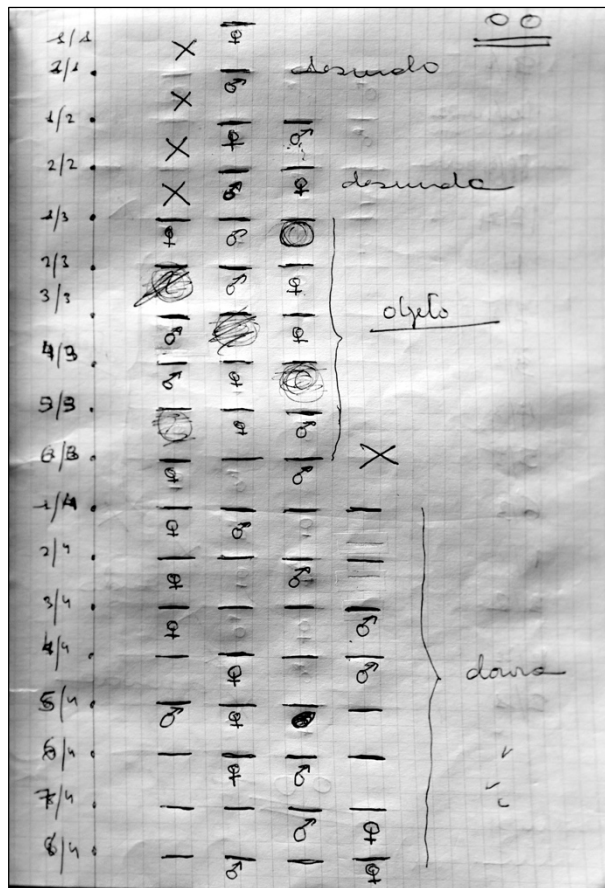 1/1 X ♀
2/1 X ♂ desnudo
1/2 X ♀ ♂
2/2 X ♂ ♀ desnuda
1/3 ♀ ♂
2/3
3/3 ♂ ♀
♂ ♀
4/3 ♂ ♀
5/3 ♀ ♂
6/3 ♀ ♂ X
1/4 ♀ ♂
2/4 ♀ ♂
3/4 ♀ ♂
4/4 ♀ ♂
5/4 ♂ ♀
6/4 ♀ ♂
7/4 ♂ ♀
8/4 ♂ ♀
objeto